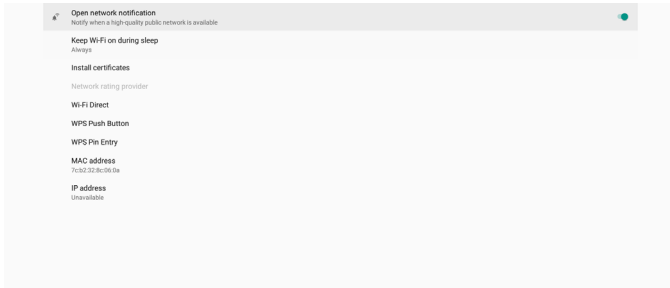 Open network notification
Notify when a high-quality public network is available
Keep Wi-Fi on during sleep
Always
Install certificates
Network rating provider
Wi-Fi Direct
WPS Push Button
WPS Pin Entry
MAC address
7c:b2:32:8c:06:0a
IP address
Unavailable